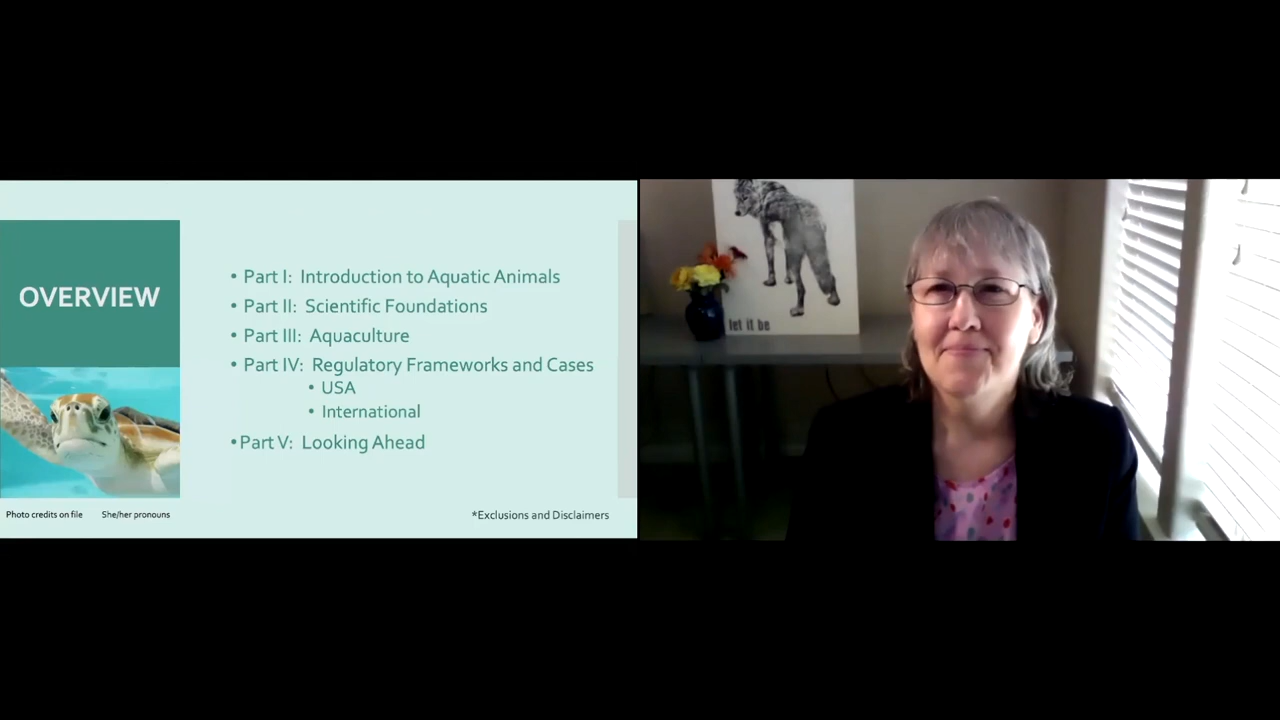 OVERVIEW
• Part I: Introduction to Aquatic Animals
• Part II: Scientific Foundations
• Part III: Aquaculture
• Part IV: Regulatory Frameworks and Cases
• USA
• International
• Part V: Looking Ahead
Photo credits on file
She/her pronouns
*Exclusions and Disclaimers
let it be